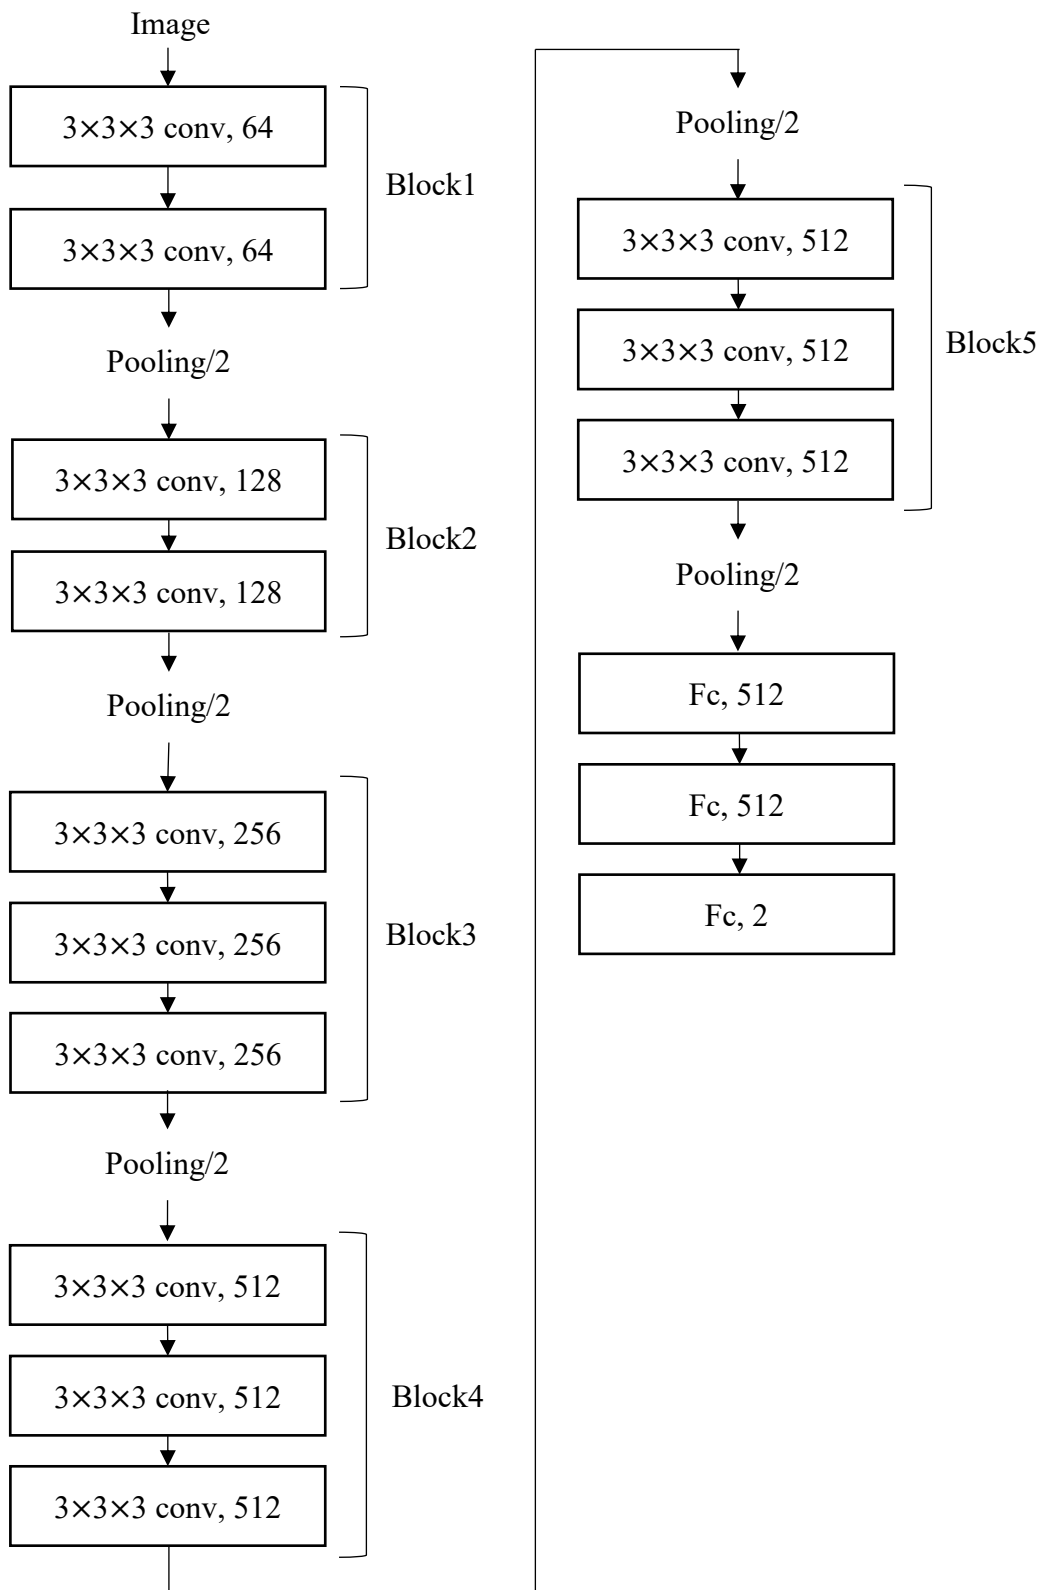 Image
3×3×3 conv, 64
Block1
3×3×3 conv, 64
Pooling/2
3×3×3 conv, 128
Block2
3×3×3 conv, 128
Pooling/2
3×3×3 conv, 256
3×3×3 conv, 256
Block3
3×3×3 conv, 256
Pooling/2
3×3×3 conv, 512
3×3×3 conv, 512
Block4
3×3×3 conv, 512
Pooling/2
3×3×3 conv, 512
3×3×3 conv, 512
Block5
3×3×3 conv, 512
Pooling/2
Fc, 512
Fc, 512
Fc, 2